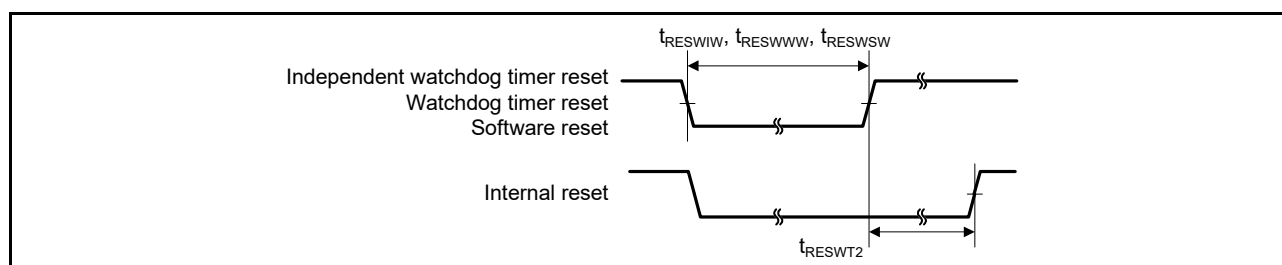 tRESWIW, tRESWWW, tRESWSW
Independent watchdog timer reset
Watchdog timer reset
Software reset
Internal reset
tRESWT2